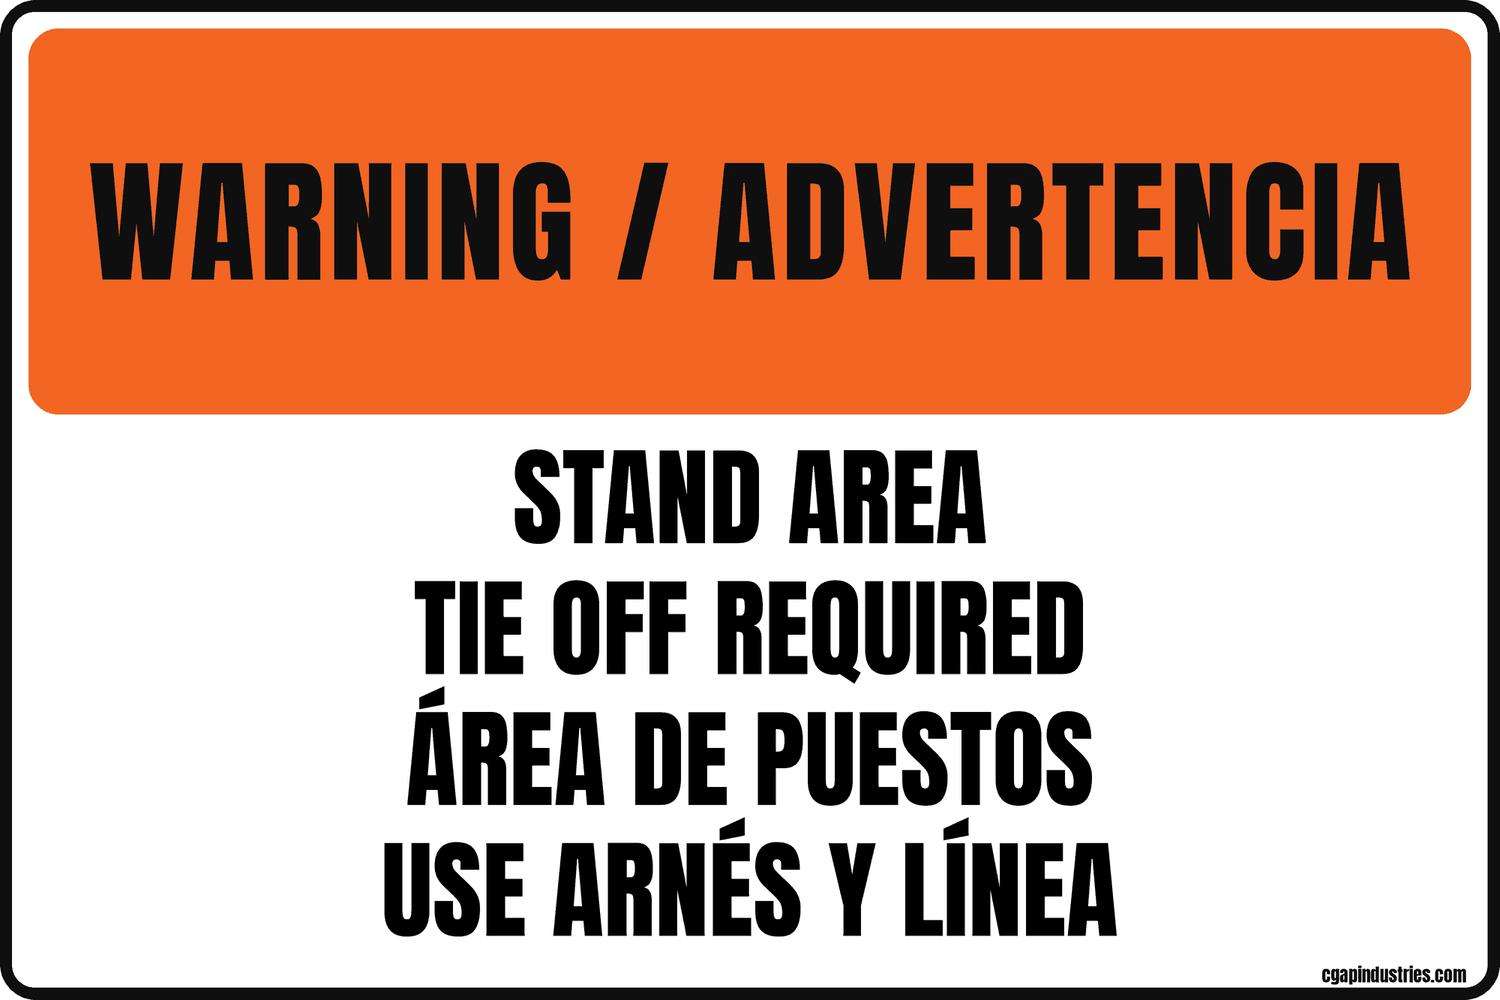 WARNING / ADVERTENCIA
STAND AREA
TIE OFF REQUIRED
ÁREA DE PUESTOS
USE ARNÉS Y LÍNEA
cgapindustries.com